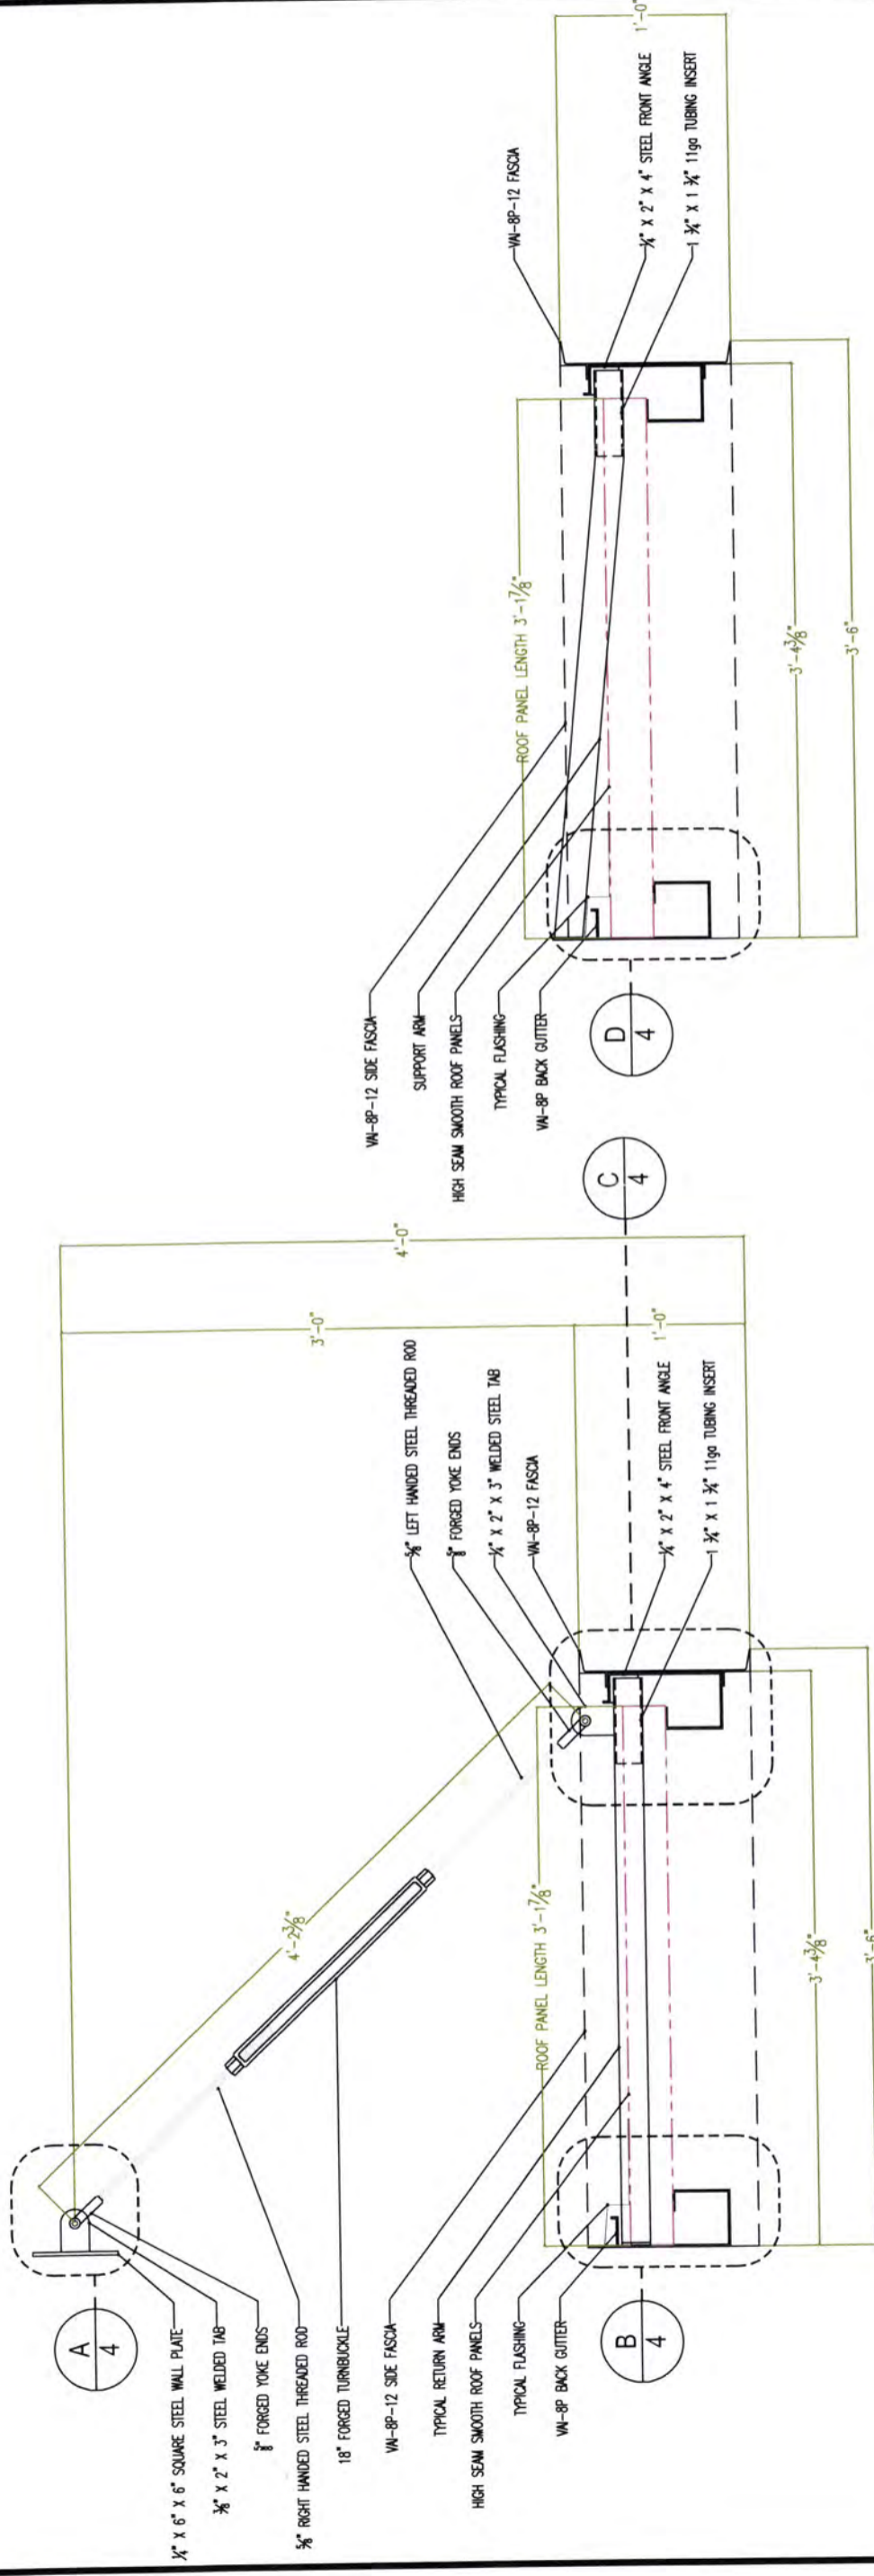 ¼" X 6" X 6" SQUARE STEEL WALL PLATE
⅜" X 2" X 3" STEEL WELDED TAB
⅝" FORGED YOKE ENDS
⅝" RIGHT HANDED STEEL THREADED ROD
18" FORGED TURNBUCKLE
VAI-8P-12 SIDE FASCIA
TYPICAL RETURN ARM
HIGH SEAM SMOOTH ROOF PANELS
TYPICAL FLASHING
VAI-8P BACK GUTTER
A
4
B
4
4'-2⅜"
ROOF PANEL LENGTH 3'-1⅞"
3'-4⅜"
3'-6"
⅝" LEFT HANDED STEEL THREADED ROD
⅝" FORGED YOKE ENDS
¼" X 2" X 3" WELDED STEEL TAB
VAI-8P-12 FASCIA
¼" X 2" X 4" STEEL FRONT ANGLE
1 ¾" X 1 ¾" 11ga TUBING INSERT
3'-0"
1'-0"
4'-0"
C
4
D
4
VAI-8P-12 SIDE FASCIA
SUPPORT ARM
HIGH SEAM SMOOTH ROOF PANELS
TYPICAL FLASHING
VAI-8P BACK GUTTER
ROOF PANEL LENGTH 3'-1⅞"
3'-4⅜"
3'-6"
VAI-8P-12 FASCIA
¼" X 2" X 4" STEEL FRONT ANGLE
1 ¾" X 1 ¾" 11ga TUBING INSERT
1'-0"